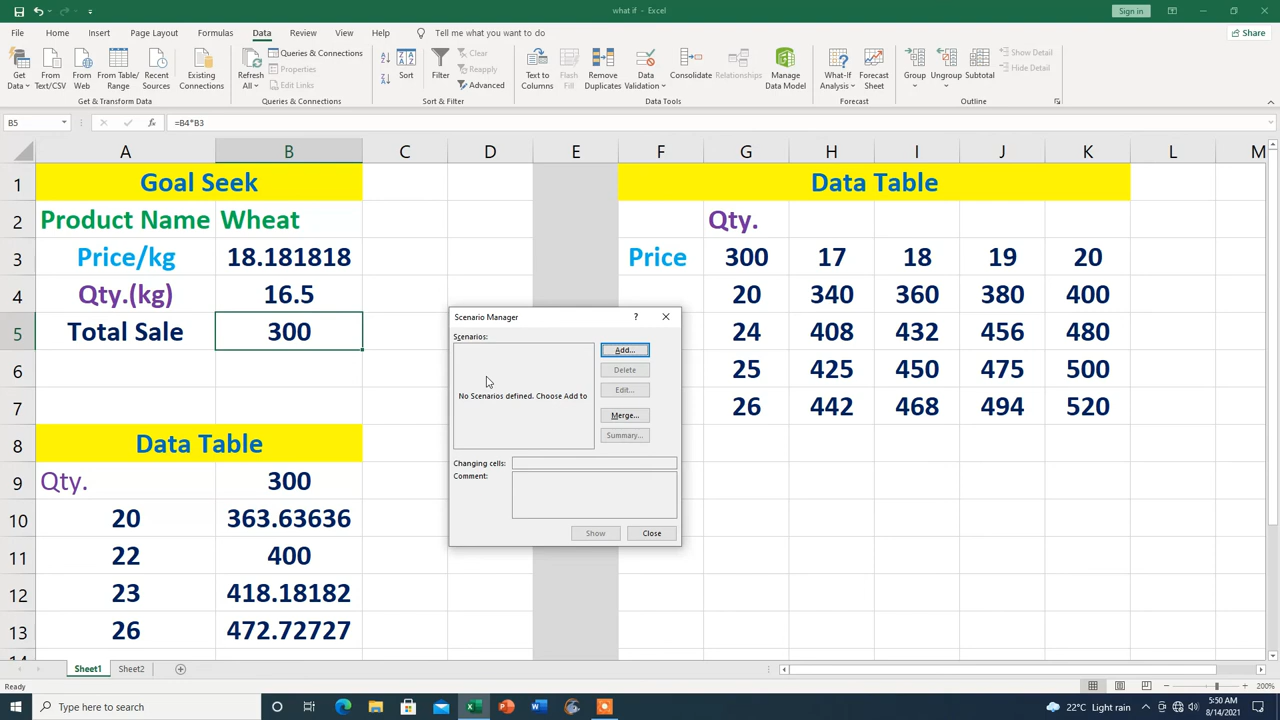 what if - Excel
Sign in
File Home Insert Page Layout Formulas Data Review View Help Tell me what you want to do Share
Get Data From Text/CSV From Web From Table/Range Recent Sources Existing Connections
Get & Transform Data
Refresh All Queries & Connections Properties Edit Links
Queries & Connections
Sort Filter Clear Reapply Advanced
Sort & Filter
Text to Columns Flash Fill Remove Duplicates Data Validation Consolidate Relationships Manage Data Model
Data Tools
What-If Analysis Forecast Sheet
Forecast
Group Ungroup Subtotal Show Detail Hide Detail
Outline
B5 fx =B4*B3
A B C D E F G H I J K L M
1 Goal Seek Data Table
2 Product Name Wheat Qty.
3 Price/kg 18.181818 Price 300 17 18 19 20
4 Qty.(kg) 16.5 20 340 360 380 400
5 Total Sale 300 24 408 432 456 480
6 25 425 450 475 500
7 26 442 468 494 520
8 Data Table
9 Qty. 300
10 20 363.63636
11 22 400
12 23 418.18182
13 26 472.72727
Scenario Manager ?
Scenarios:
No Scenarios defined. Choose Add to
Add...
Delete
Edit...
Merge...
Summary...
Changing cells:
Comment:
Show Close
Sheet1 Sheet2
Ready 200%
Type here to search
22°C Light rain
5:50 AM
8/14/2021